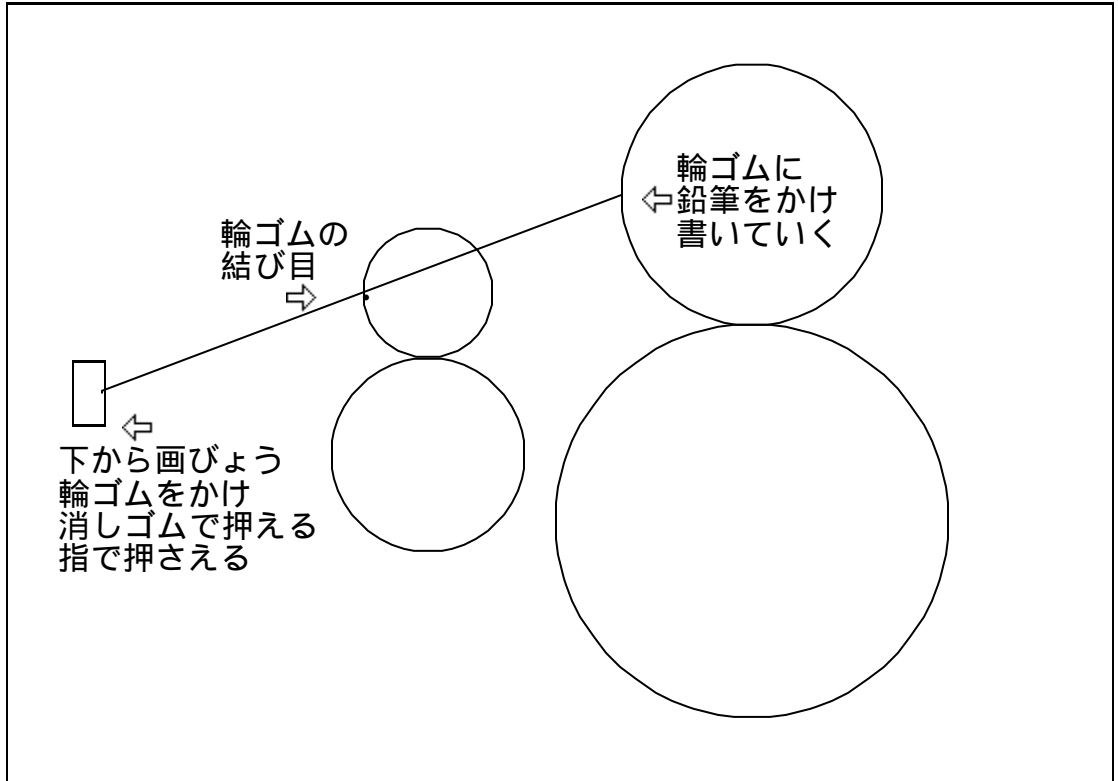 輪ゴムに
鉛筆をかけ
書いていく
輪ゴムの
結び目
下から画びょう
輪ゴムをかけ
消しゴムで押える
指で押さえる